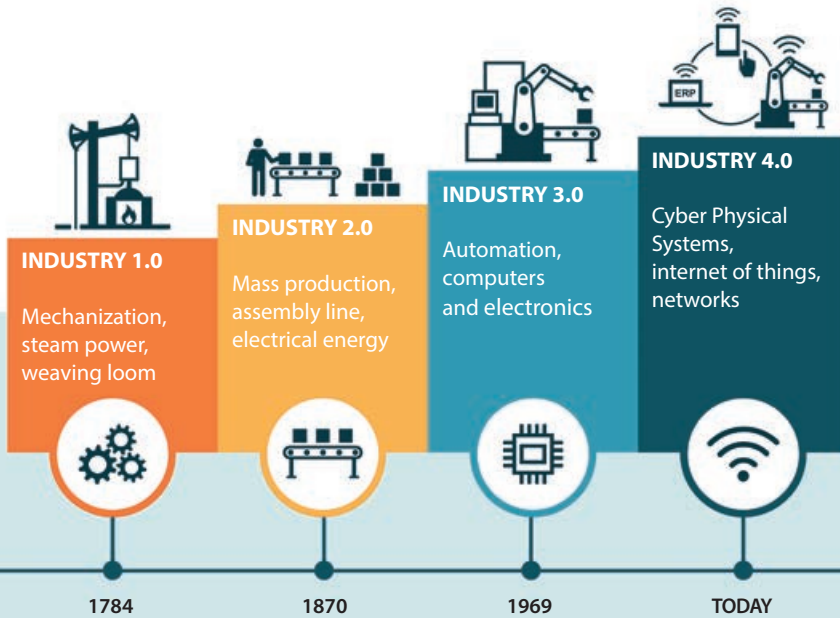 INDUSTRY 1.0
Mechanization,
steam power,
weaving loom
1784
INDUSTRY 2.0
Mass production,
assembly line,
electrical energy
1870
INDUSTRY 3.0
Automation,
computers
and electronics
1969
ERP
INDUSTRY 4.0
Cyber Physical
Systems,
internet of things,
networks
TODAY